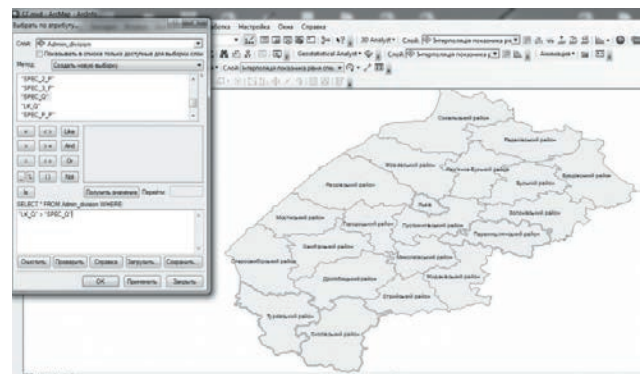 Выбрать по атрибуту...
ботка Настройка Окна Справка
Слой: Admin_division
Показывать в списке только доступные для выборки слои
Метод: Создать новую выборку
"SPEC_2_P"
"SPEC_3_P"
"SPEC_Q"
"LK_Q"
"SPEC_P_P"
= < > Like
> > = And
< < = Or
_ % ( ) Not
Is Получить значения Перейти:
SELECT * FROM Admin_division WHERE:
"LK_Q" > "SPEC_Q"
Очистить Проверить Справка Загрузить... Сохранить...
OK Применить Закрыть
3D Analyst
Geostatistical Analyst
Слой:
Анимация
Сокальський район
Радехівський район
Жовківський район
Кам'янка-Бузький район
Бродівський район
Яворівський район
Буський район
Львів
Золочівський район
Мостиський район
Городоцький район
Пустомитівський район
Перемишлянський район
Самбірський район
Миколаївський район
Старосамбірський район
Дрогобицький район
Жидачівський район
Стрийський район
Турківський район
Сколівський район